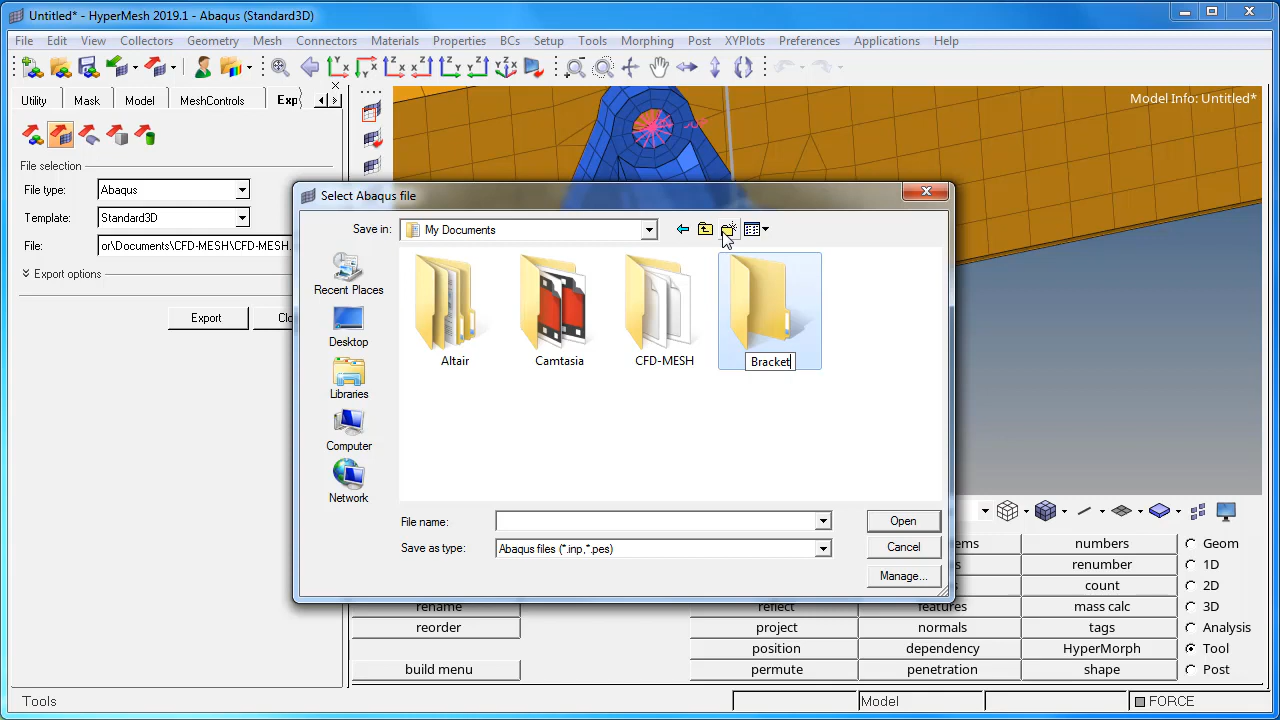 Untitled* - HyperMesh 2019.1 - Abaqus (Standard3D)
File Edit View Collectors Geometry Mesh Connectors Materials Properties BCs Setup Tools Morphing Post XYPlots Preferences Applications Help
Utility Mask Model MeshControls Exp
Model Info: Untitled*
File selection
File type: Abaqus
Template: Standard3D
File: or\Documents\CFD-MESH\CFD-MESH.
Export options
Export Clo
Select Abaqus file
Save in: My Documents
Recent Places
Desktop
Libraries
Computer
Network
Altair Camtasia CFD-MESH Bracket
File name: Open
Save as type: Abaqus files (*.inp,*.pes) Cancel
Manage...
ems numbers Geom
renumber 1D
count 2D
rename reflect features mass calc 3D
reorder project normals tags Analysis
position dependency HyperMorph Tool
build menu permute penetration shape Post
Tools Model FORCE